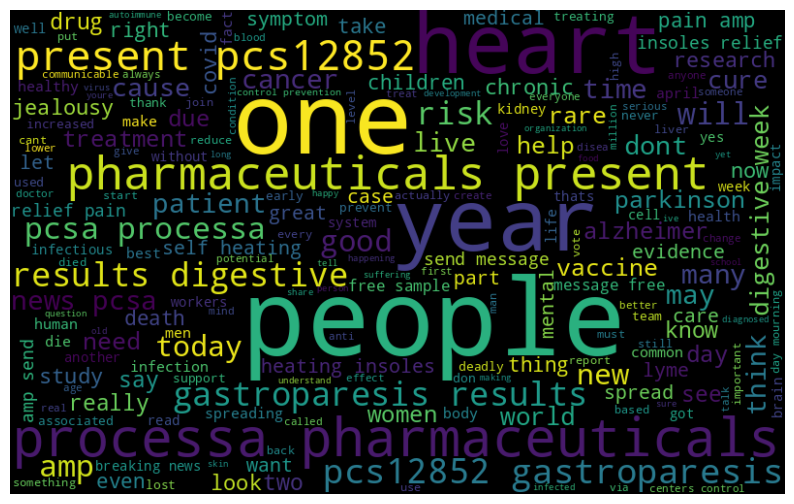 autoimmune become
well drug put right blood symptom take medical treating pain amp
present pcs12852 heart fact insoles relief
communicable always covid research
healthy virus youre cause cancer children chronic time high anyone someone cure
jealousy thank join condition control prevention everyone april serious never
increased make due one risk level treat development kidney rare will million
cant lower treatment reduce live love organization liver yes yet
give help disea dont food
let used without long pharmaceuticals present now impact
doctor start happy case actually create thats week
relief pain patient early prevent year life parkinson
infectious great system cell ive health
pcsa processa every good vote alzheimer change digestive week
died best self heating potential happening send message evidence school
results digestive tell suffering first part vaccine many
share person free sample mental message free
news pcsa workers people man better may
question human death men mind anti team care
die need old today must still know day mourning
another infection heating insoles deadly thing report common diagnosed
study age say support effect don making new lyme day important brain
amp send real really understand gastroparesis results spread see think
associated read spreading women body world based got talk
called sure
processa pharmaceuticals
back
amp breaking news skin want pcs12852 gastroparesis
something even lost look two use infected via centers control